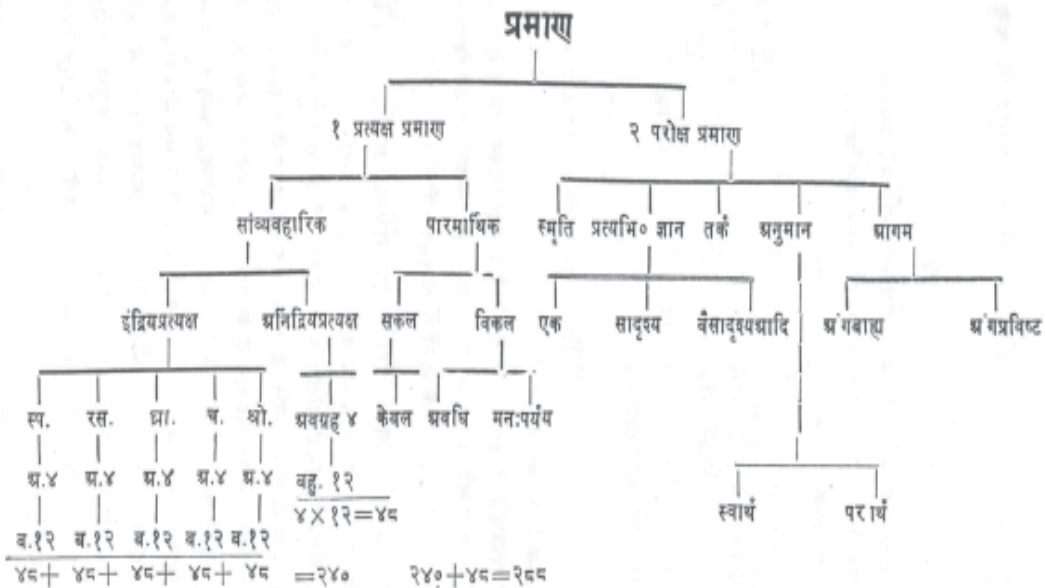 प्रमाण
१ प्रत्यक्ष प्रमाण २ परोक्ष प्रमाण
सांव्यवहारिक पारमार्थिक स्मृति प्रत्यभि० ज्ञान तर्क अनुमान आगम
इंद्रियप्रत्यक्ष अनिंद्रियप्रत्यक्ष सकल विकल एक सादृश्य वैसादृश्यआदि अंगबाह्य अंगप्रविष्ट
स्प. रस. घ्रा. च. श्रो. अवग्रह ४ केवल अवधि मनःपर्यय
अ.४ अ.४ अ.४ अ.४ अ.४ बहु. १२
४×१२=४८ स्वार्थ परार्थ
ब.१२ ब.१२ ब.१२ ब.१२ ब.१२
४८+ ४८+ ४८+ ४८+ ४८ =२४० २४०+४८=२८८